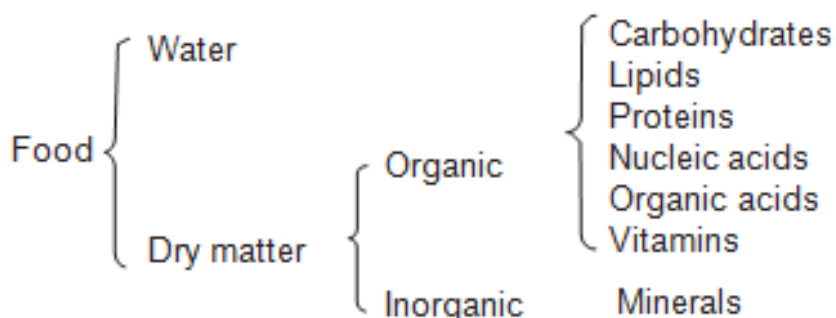 Food
Water
Dry matter
Organic
Inorganic
Carbohydrates
Lipids
Proteins
Nucleic acids
Organic acids
Vitamins
Minerals